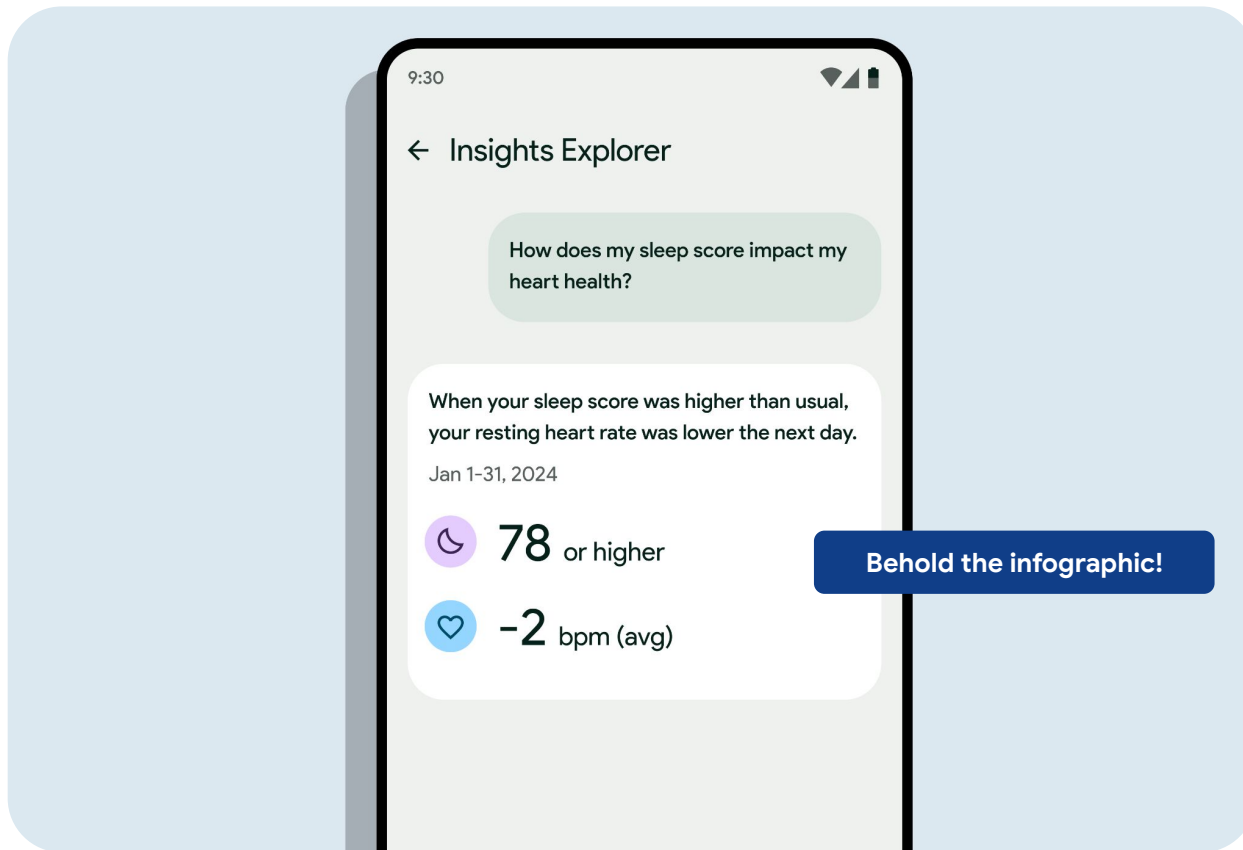 9:30
Insights Explorer
How does my sleep score impact my
heart health?
When your sleep score was higher than usual,
your resting heart rate was lower the next day.
Jan 1-31, 2024
78 or higher
Behold the infographic!
-2 bpm (avg)